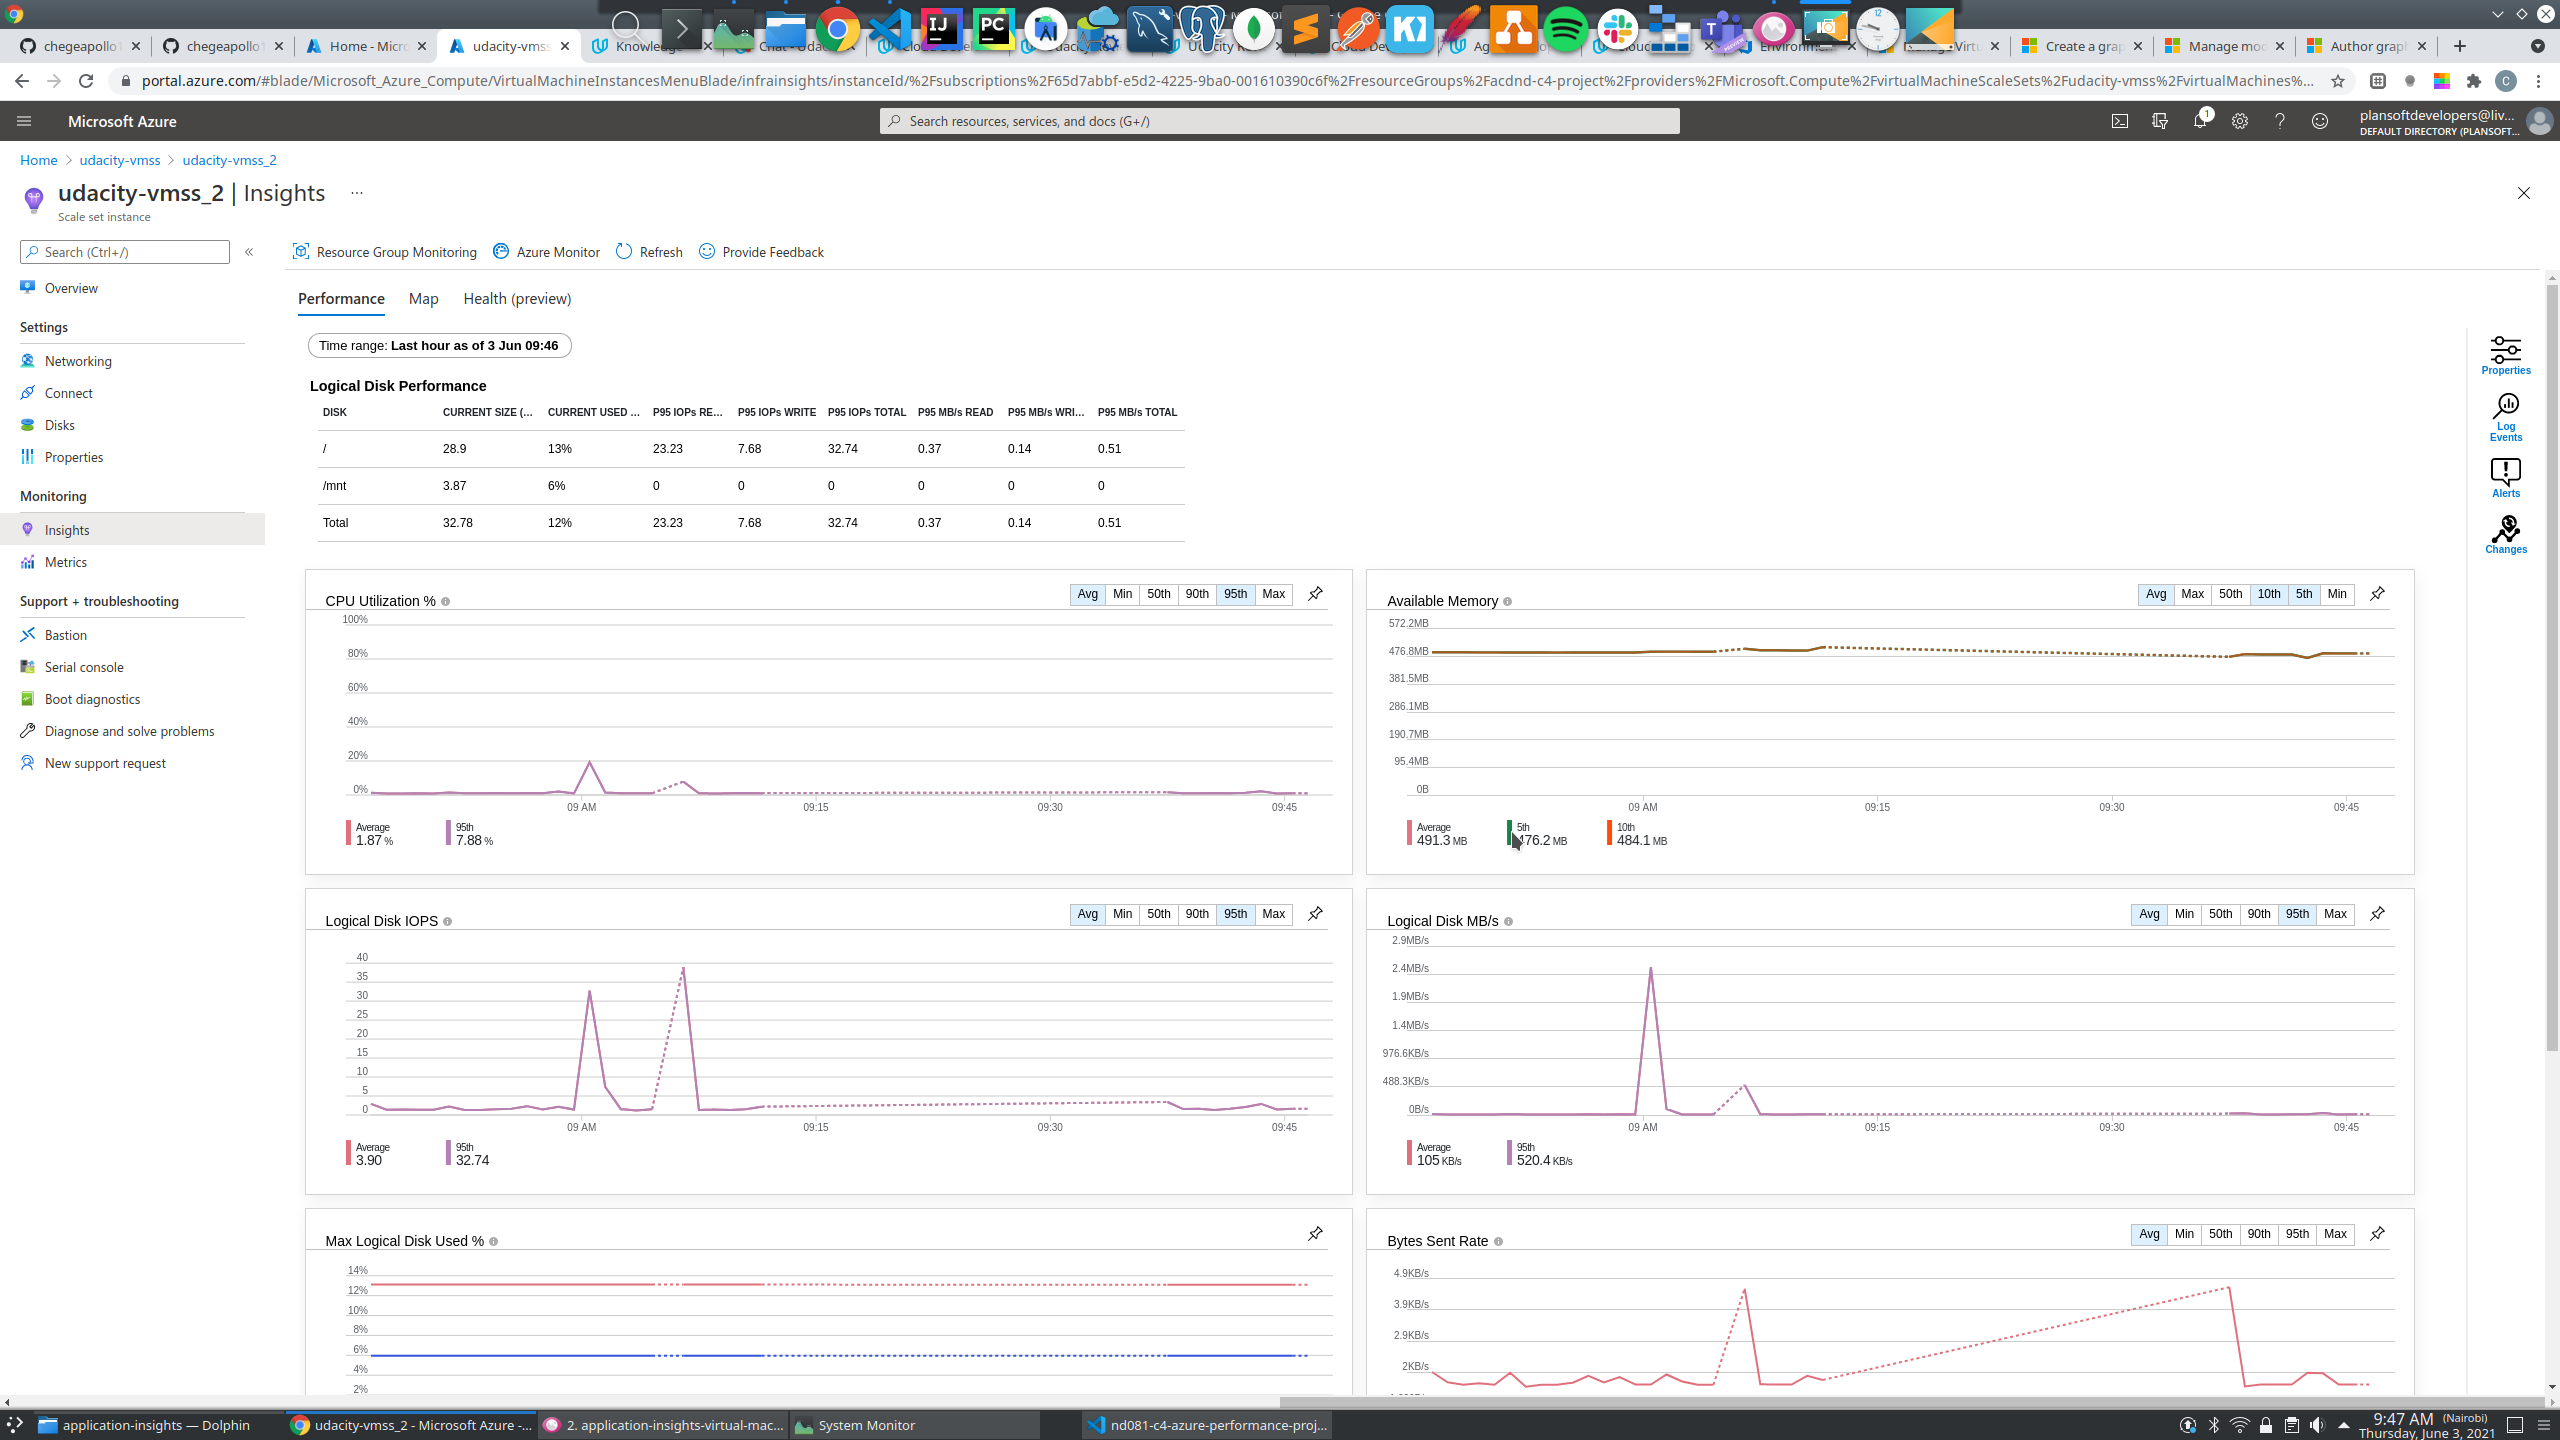 chegeapollo
chegeapollo
Home - Micr
udacity-vmss
Knowled
Create a grap
Manage mod
Author grap
portal.azure.com/#blade/Microsoft_Azure_Compute/VirtualMachineInstancesMenuBlade/infrainsights/instanceId/%2Fsubscriptions%2F65d7abbf-e5d2-4225-9ba0-001610390c6f%2FresourceGroups%2Facdnd-c4-project%2Fproviders%2FMicrosoft.Compute%2FvirtualMachineScaleSets%2Fudacity-vmss%2FvirtualMachines%...
Microsoft Azure
Search resources, services, and docs (G+/)
1
plansoftdevelopers@liv...
DEFAULT DIRECTORY (PLANSOFT...
Home > udacity-vmss > udacity-vmss_2
udacity-vmss_2 | Insights ...
Scale set instance
Search (Ctrl+/)
Overview
Settings
Networking
Connect
Disks
Properties
Monitoring
Insights
Metrics
Support + troubleshooting
Bastion
Serial console
Boot diagnostics
Diagnose and solve problems
New support request
Resource Group Monitoring Azure Monitor Refresh Provide Feedback
Performance Map Health (preview)
Time range: Last hour as of 3 Jun 09:46
Logical Disk Performance
DISK CURRENT SIZE (... CURRENT USED ... P95 IOPs RE... P95 IOPs WRITE P95 IOPs TOTAL P95 MB/s READ P95 MB/s WRI... P95 MB/s TOTAL
/ 28.9 13% 23.23 7.68 32.74 0.37 0.14 0.51
/mnt 3.87 6% 0 0 0 0 0 0
Total 32.78 12% 23.23 7.68 32.74 0.37 0.14 0.51
Properties
Log Events
Alerts
Changes
CPU Utilization %
Avg Min 50th 90th 95th Max
100%
80%
60%
40%
20%
0%
09 AM 09:15 09:30 09:45
Average 95th
1.87 % 7.88 %
Available Memory
Avg Max 50th 10th 5th Min
572.2MB
476.8MB
381.5MB
286.1MB
190.7MB
95.4MB
0B
09 AM 09:15 09:30 09:45
Average 5th 10th
491.3 MB 476.2 MB 484.1 MB
Logical Disk IOPS
Avg Min 50th 90th 95th Max
40
35
30
25
20
15
10
5
0
09 AM 09:15 09:30 09:45
Average 95th
3.90 32.74
Logical Disk MB/s
Avg Min 50th 90th 95th Max
2.9MB/s
2.4MB/s
1.9MB/s
1.4MB/s
976.6KB/s
488.3KB/s
0B/s
09 AM 09:15 09:30 09:45
Average 95th
105 KB/s 520.4 KB/s
Max Logical Disk Used %
14%
12%
10%
8%
6%
4%
2%
Bytes Sent Rate
Avg Min 50th 90th 95th Max
4.9KB/s
3.9KB/s
2.9KB/s
2KB/s
application-insights — Dolphin
udacity-vmss_2 - Microsoft Azure -...
2. application-insights-virtual-mac...
System Monitor
nd081-c4-azure-performance-proj...
9:47 AM (Nairobi)
Thursday, June 3, 2021